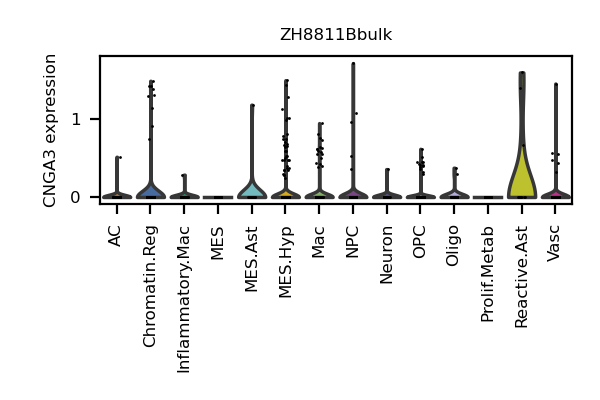 ZH8811Bbulk
CNGA3 expression
1
0
AC
Chromatin.Reg
Inflammatory.Mac
MES
MES.Ast
MES.Hyp
Mac
NPC
Neuron
OPC
Oligo
Prolif.Metab
Reactive.Ast
Vasc